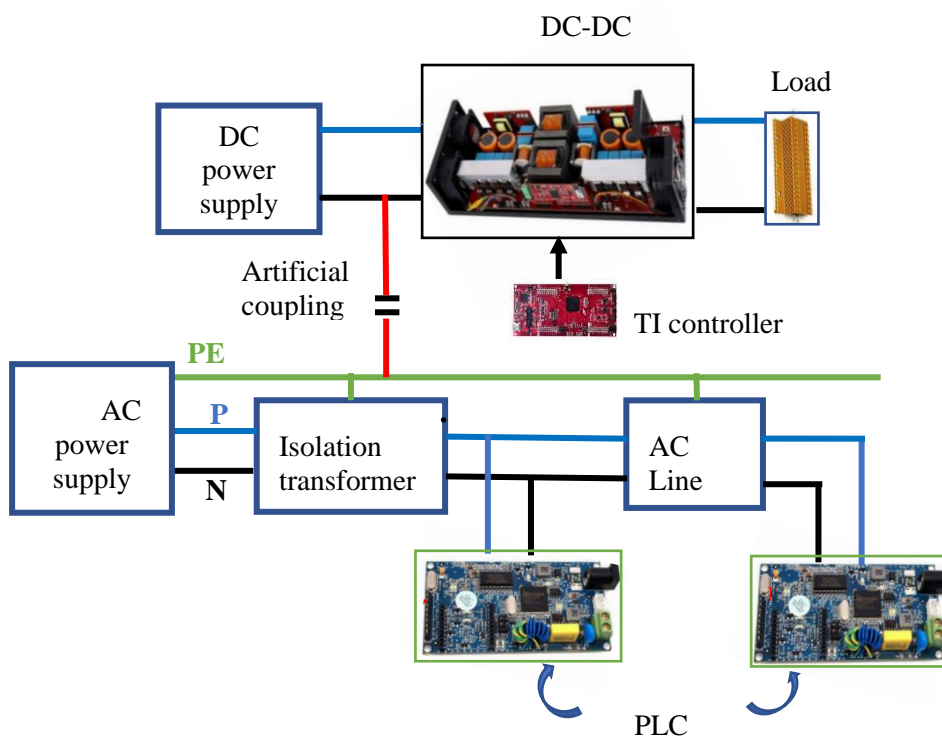 DC-DC
Load
DC
power
supply
Artificial
coupling
TI controller
PE
P
N
AC
power
supply
Isolation
transformer
AC
Line
PLC